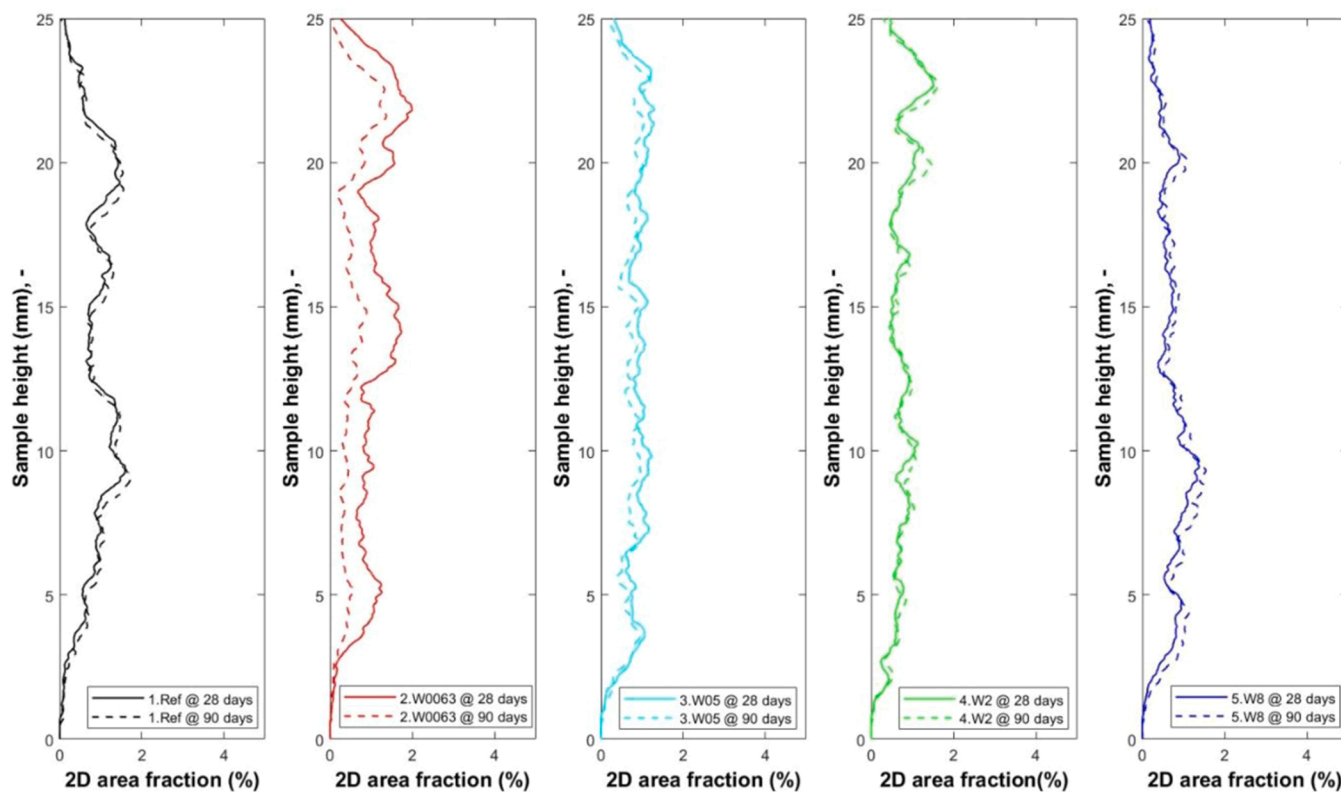 25
20
15
10
5
0
Sample height (mm), -
1.Ref @ 28 days
1.Ref @ 90 days
0
2
4
2D area fraction (%)
25
20
15
10
5
0
Sample height (mm), -
2.W0063 @ 28 days
2.W0063 @ 90 days
0
2
4
2D area fraction (%)
25
20
15
10
5
0
Sample height (mm), -
3.W05 @ 28 days
3.W05 @ 90 days
0
2
4
2D area fraction (%)
25
20
15
10
5
0
Sample height (mm), -
4.W2 @ 28 days
4.W2 @ 90 days
0
2
4
2D area fraction(%)
25
20
15
10
5
0
Sample height (mm), -
5.W8 @ 28 days
5.W8 @ 90 days
0
2
4
2D area fraction (%)